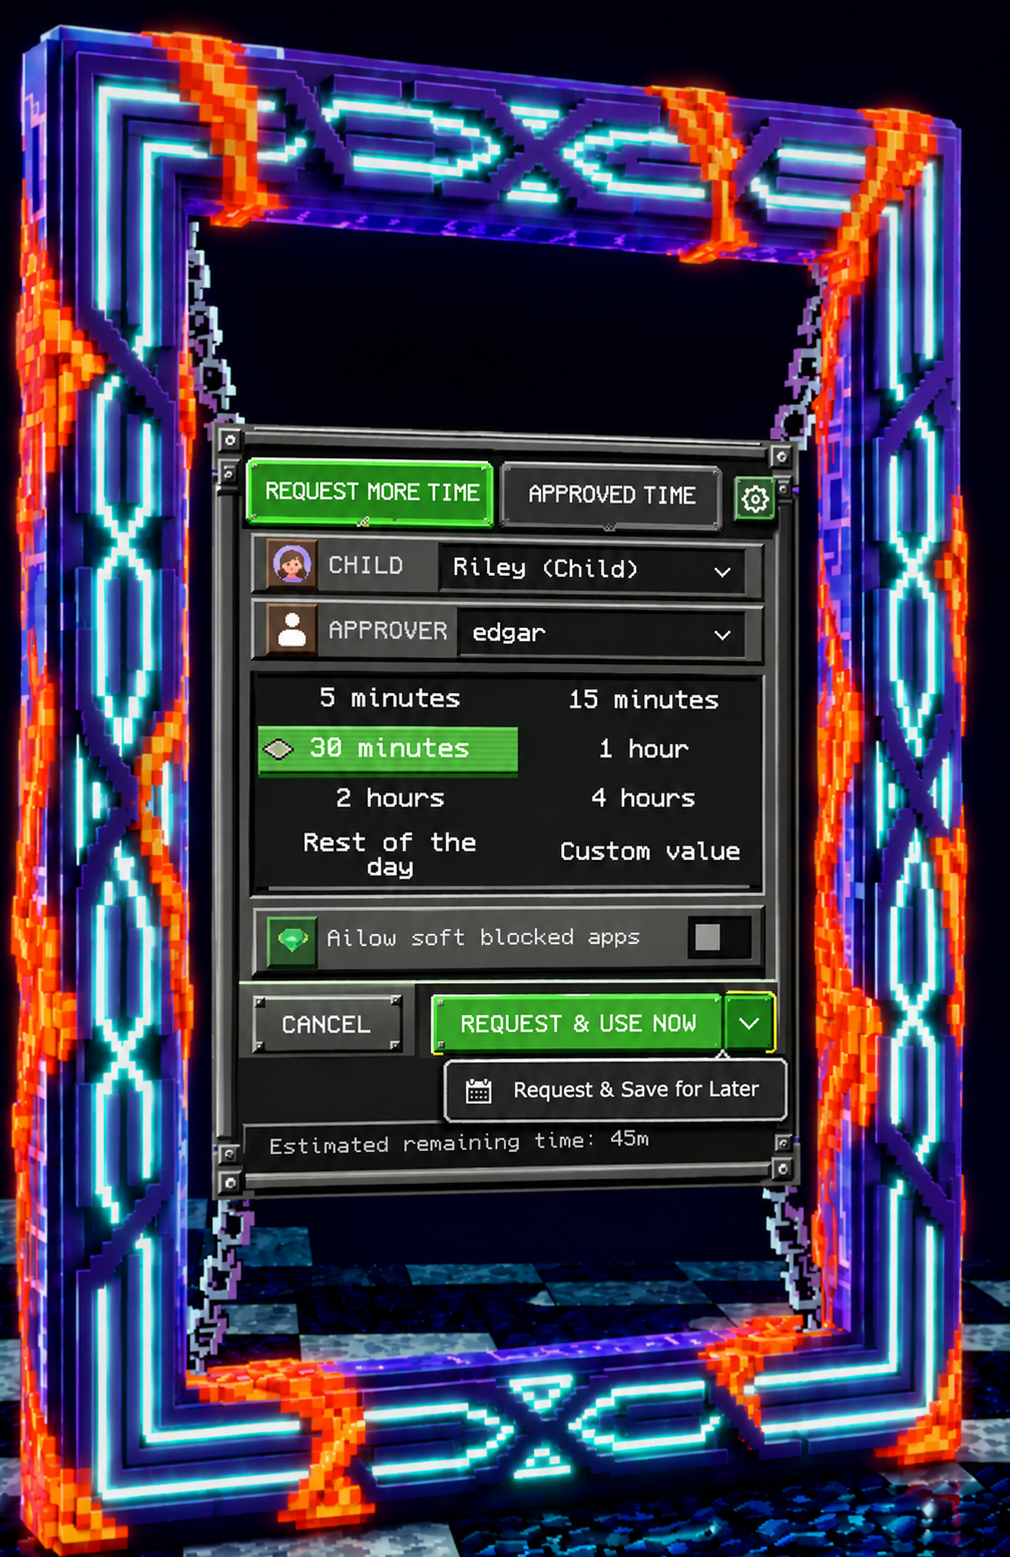 REQUEST MORE TIME
APPROVED TIME
CHILD
Riley (Child)
APPROVER
edgar
5 minutes
15 minutes
30 minutes
1 hour
2 hours
4 hours
Rest of the
day
Custom value
Ailow soft blocked apps
CANCEL
REQUEST & USE NOW
Request & Save for Later
Estimated remaining time: 45m